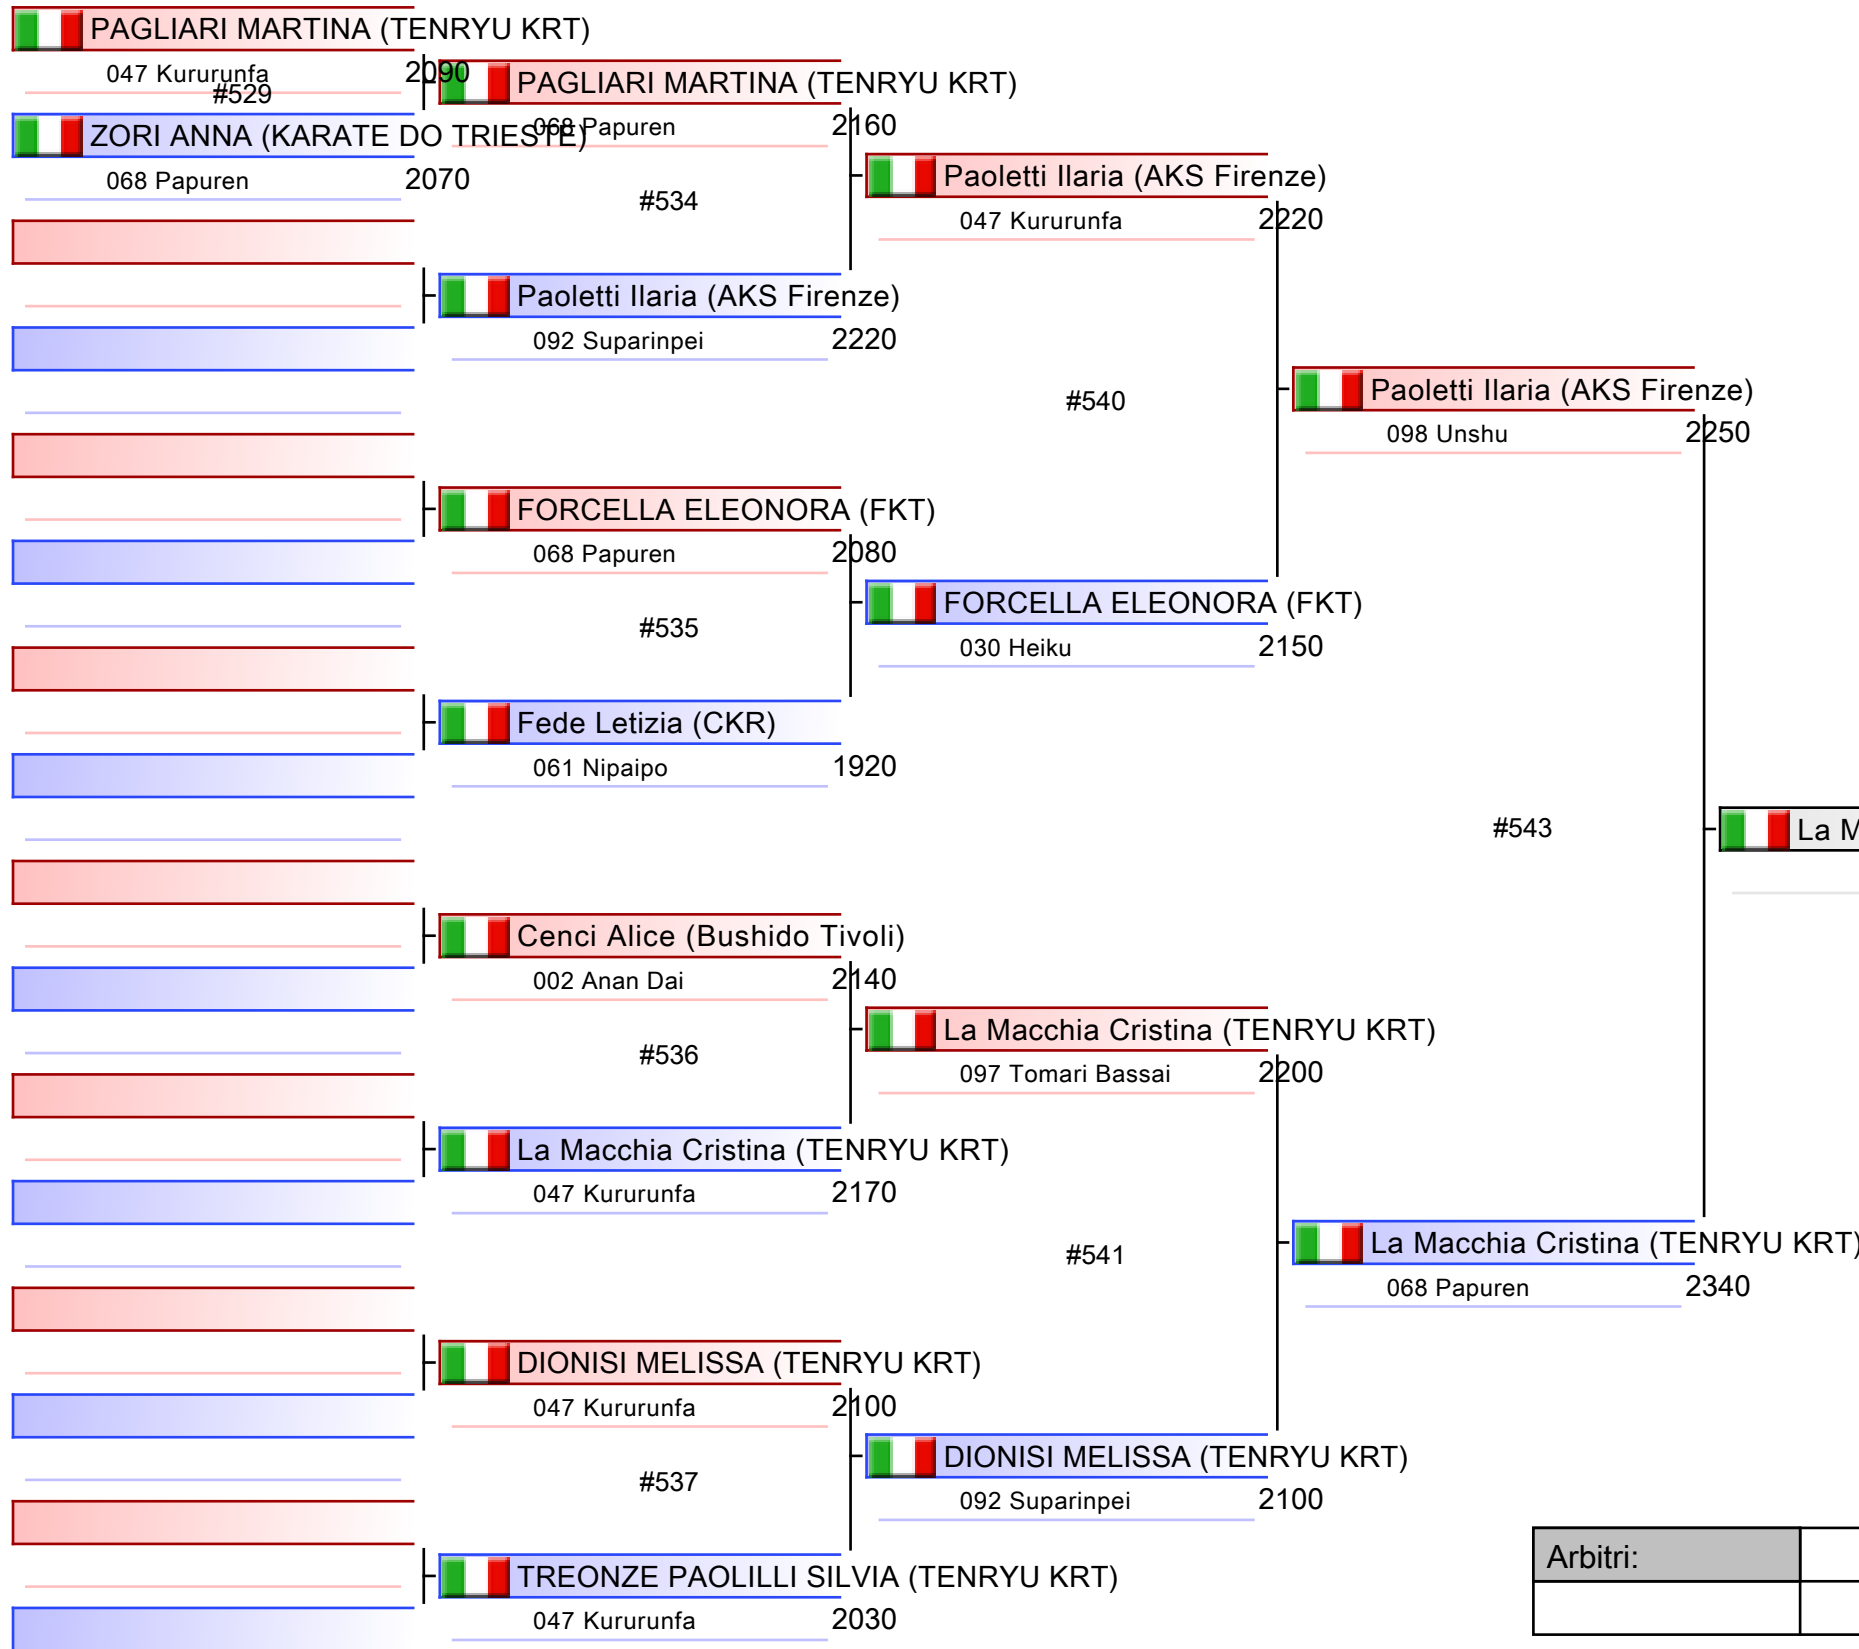 PAGLIARI MARTINA (TENRYU KRT)
047 Kururunfa 2090
#529
ZORI ANNA (KARATE DO TRIESTE)
068 Papuren 2070
PAGLIARI MARTINA (TENRYU KRT)
068 Papuren 2160
#534
Paoletti Ilaria (AKS Firenze)
092 Suparinpei 2220
FORCELLA ELEONORA (FKT)
068 Papuren 2080
#535
Fede Letizia (CKR)
061 Nipaipo 1920
Cenci Alice (Bushido Tivoli)
002 Anan Dai 2140
#536
La Macchia Cristina (TENRYU KRT)
047 Kururunfa 2170
DIONISI MELISSA (TENRYU KRT)
047 Kururunfa 2100
#537
TREONZE PAOLILLI SILVIA (TENRYU KRT)
047 Kururunfa 2030
Paoletti Ilaria (AKS Firenze)
047 Kururunfa 2220
#540
FORCELLA ELEONORA (FKT)
030 Heiku 2150
La Macchia Cristina (TENRYU KRT)
097 Tomari Bassai 2200
#541
DIONISI MELISSA (TENRYU KRT)
092 Suparinpei 2100
Paoletti Ilaria (AKS Firenze)
098 Unshu 2250
#543
La Macchia Cristina (TENRYU KRT)
068 Papuren 2340
La M
Arbitri: